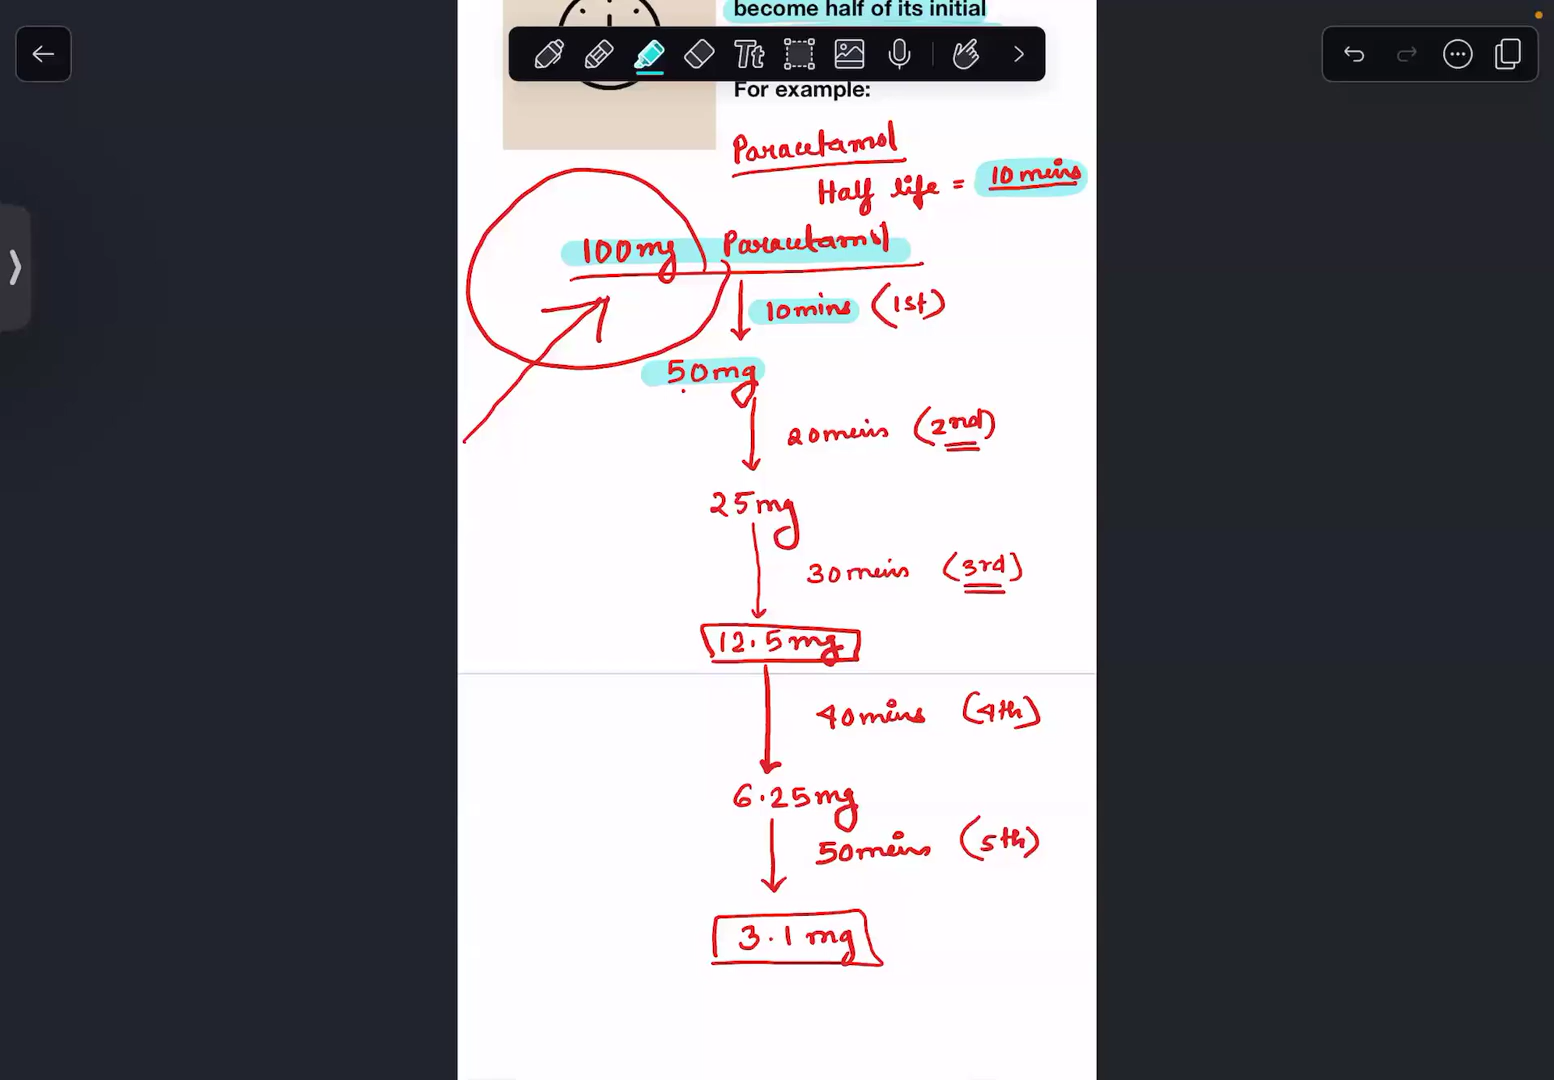 become half of its initial
Tt
For example:
Paracetamol
Half life = 10 mins
100mg Paracetamol
10mins (1st)
50mg
20mins (2nd)
25mg
30mins (3rd)
12.5mg
40mins (4th)
6.25mg
50mins (5th)
3.1 mg